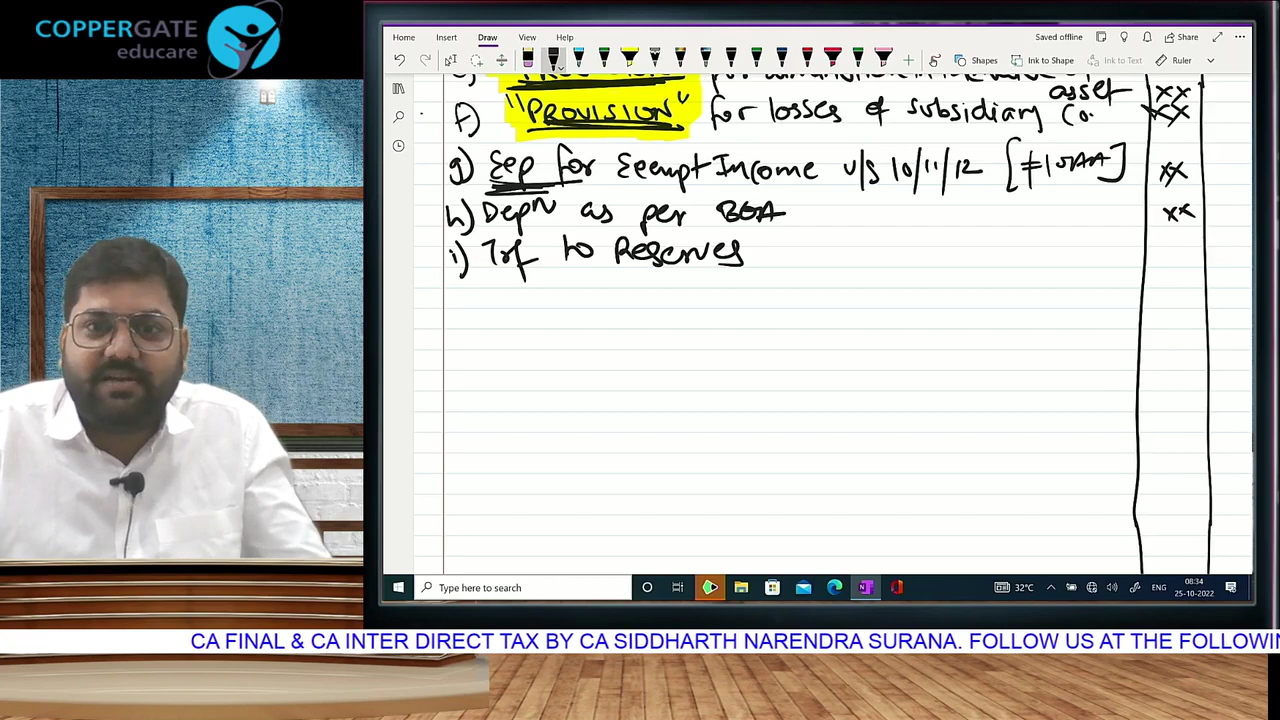 COPPERGATE
educare
Home Insert Draw View Help
Saved offline
Share
Shapes
Ink to Shape
Ink to Text
Ruler
asset xx
f) "PROVISION" for losses of subsidiary Co. xx
g) Exp for Exempt Income u/s 10/11/12 [≠10AA] xx
h) Depn as per BOA xx
i) Trf to Reserves
Type here to search
32°C
ENG
08:34
25-10-2022
CA FINAL & CA INTER DIRECT TAX BY CA SIDDHARTH NARENDRA SURANA. FOLLOW US AT THE FOLLOWIN